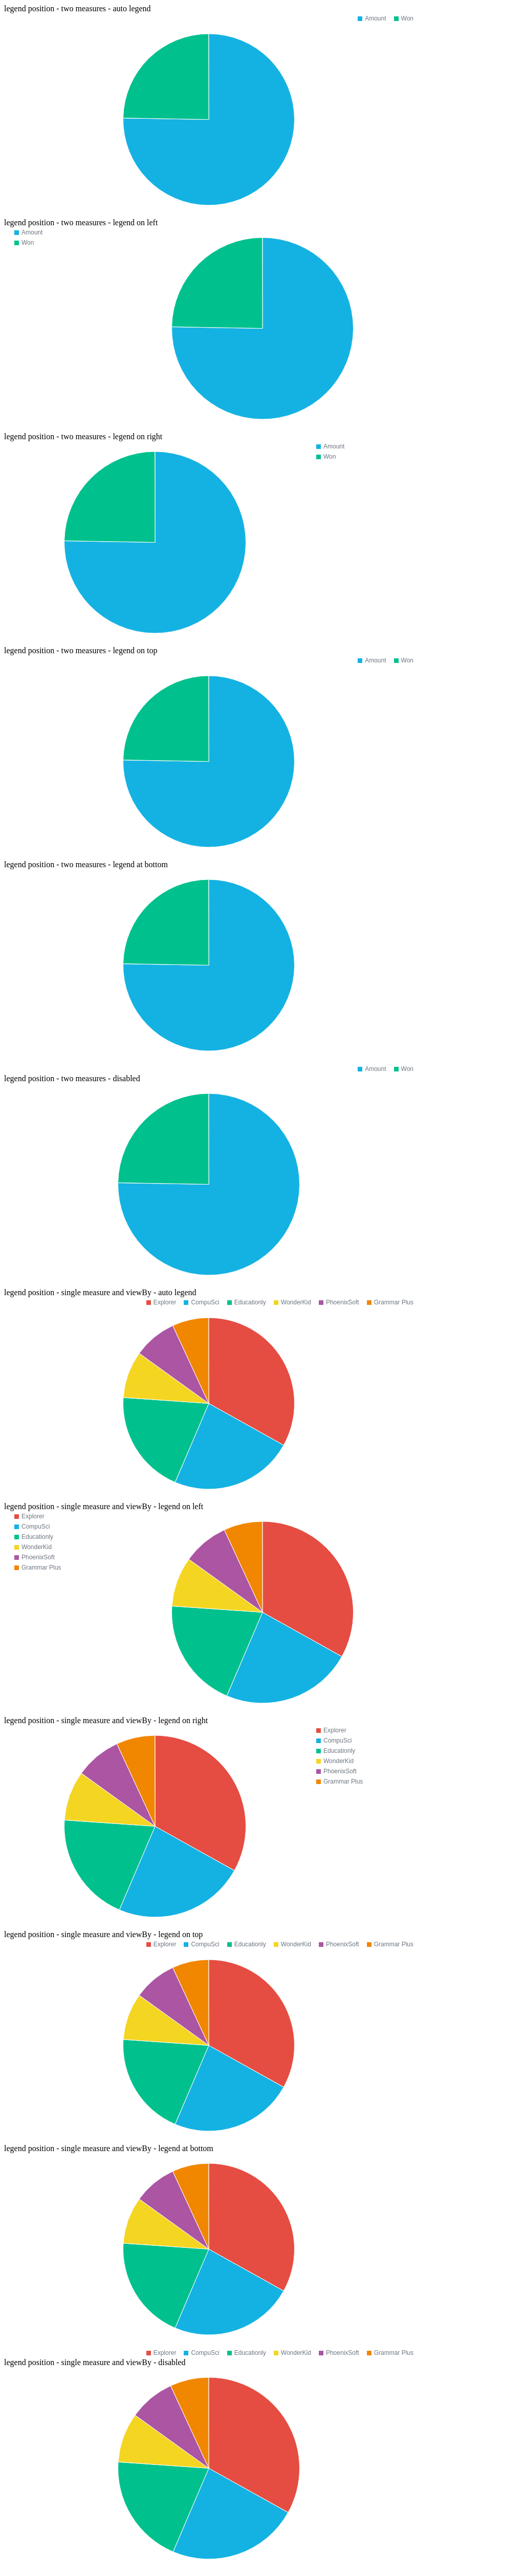 legend position - two measures - auto legend
Amount Won
legend position - two measures - legend on left
Amount
Won
legend position - two measures - legend on right
Amount
Won
legend position - two measures - legend on top
Amount Won
legend position - two measures - legend at bottom
Amount Won
legend position - two measures - disabled
legend position - single measure and viewBy - auto legend
Explorer CompuSci Educationly WonderKid PhoenixSoft Grammar Plus
legend position - single measure and viewBy - legend on left
Explorer
CompuSci
Educationly
WonderKid
PhoenixSoft
Grammar Plus
legend position - single measure and viewBy - legend on right
Explorer
CompuSci
Educationly
WonderKid
PhoenixSoft
Grammar Plus
legend position - single measure and viewBy - legend on top
Explorer CompuSci Educationly WonderKid PhoenixSoft Grammar Plus
legend position - single measure and viewBy - legend at bottom
Explorer CompuSci Educationly WonderKid PhoenixSoft Grammar Plus
legend position - single measure and viewBy - disabled